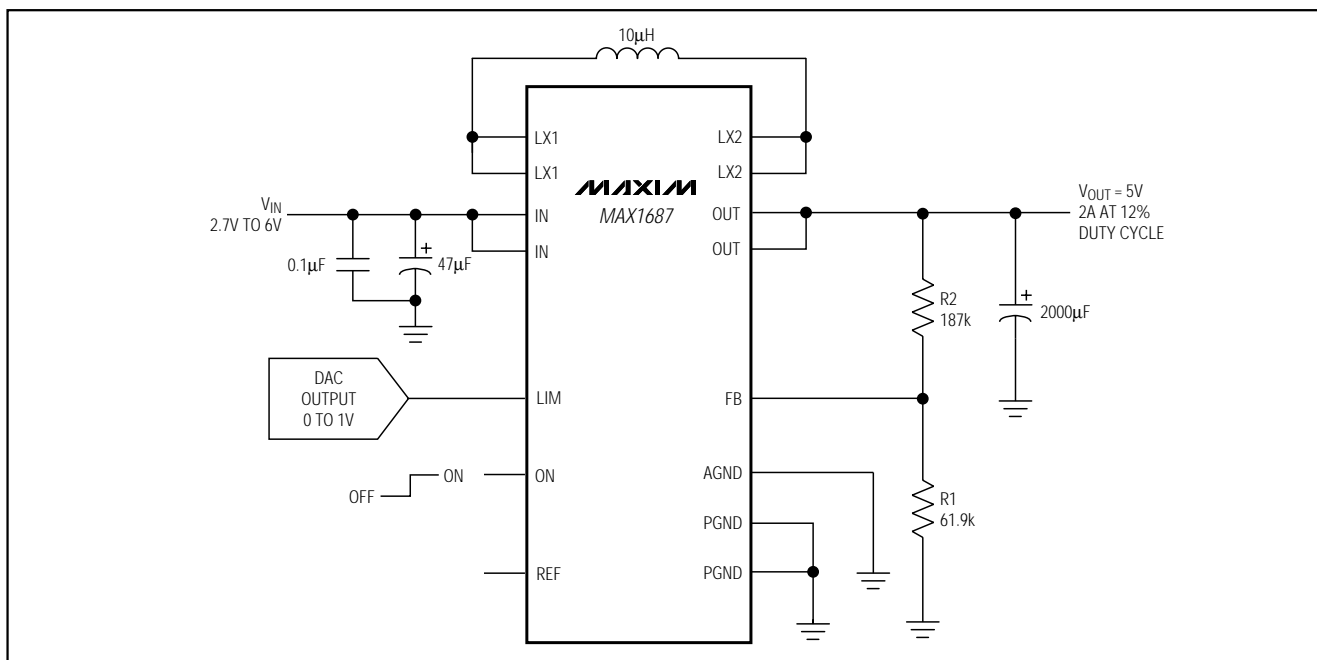 10μH
LX1
LX1
LX2
LX2
MAXIM
MAX1687
VIN
2.7V TO 6V
IN
IN
OUT
OUT
VOUT = 5V
2A AT 12%
DUTY CYCLE
0.1μF
+
47μF
R2
187k
+
2000μF
DAC
OUTPUT
0 TO 1V
LIM
FB
OFF
ON
ON
AGND
R1
61.9k
PGND
REF
PGND